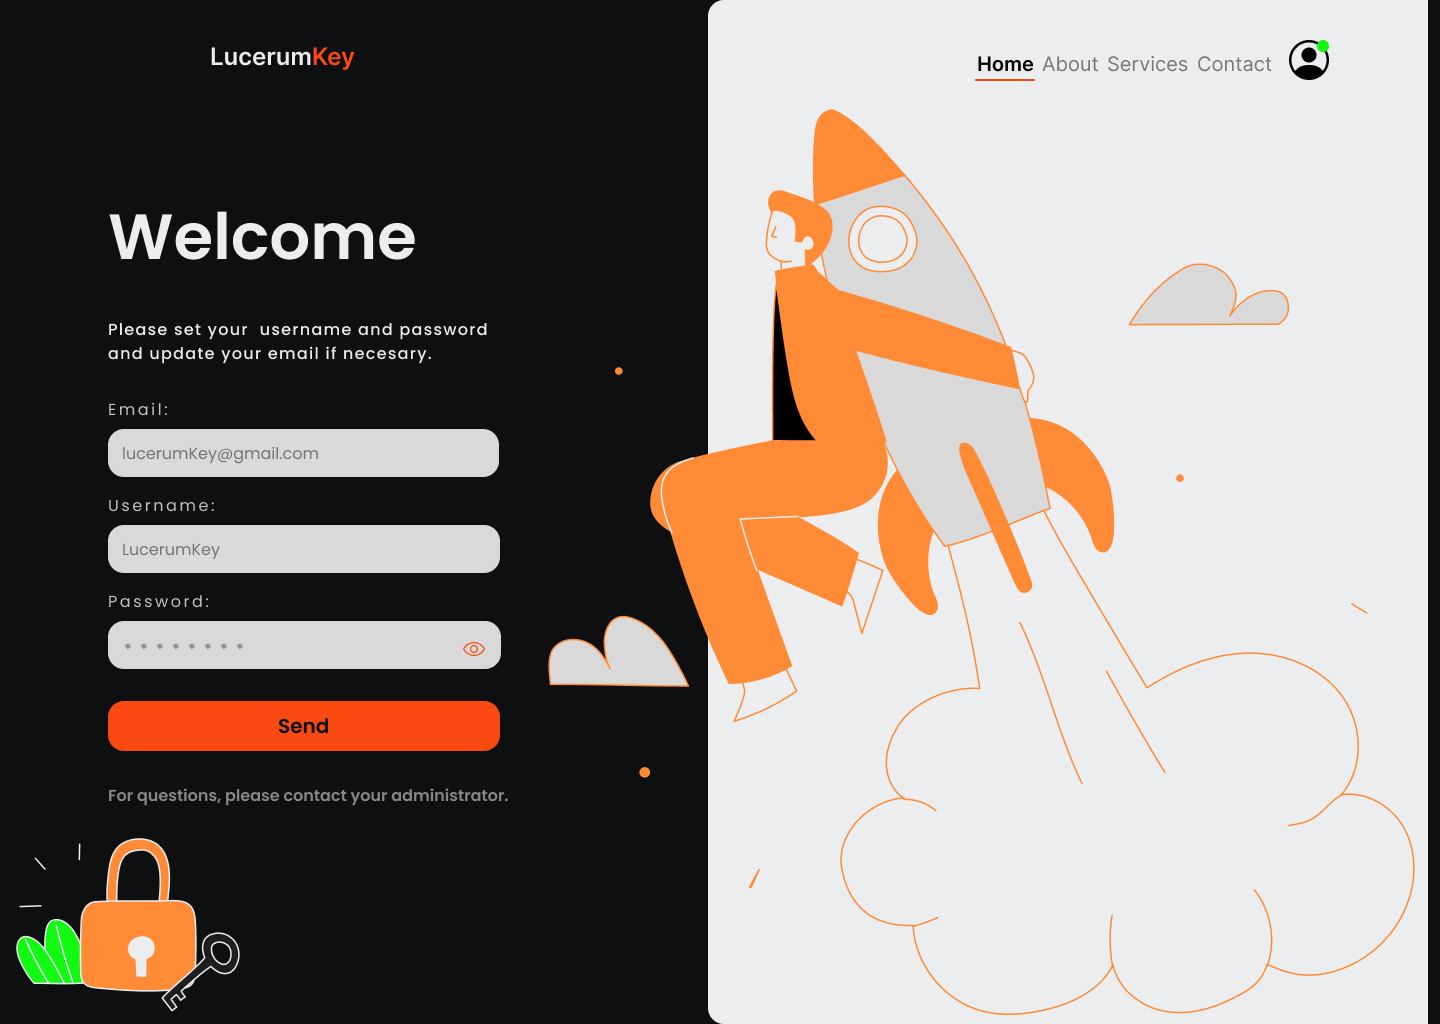 LucerumKey
Home About Services Contact
Welcome
Please set your  username and password
and update your email if necesary.
Email:
lucerumKey@gmail.com
Username:
LucerumKey
Password:
* * * * * * * *
Send
For questions, please contact your administrator.